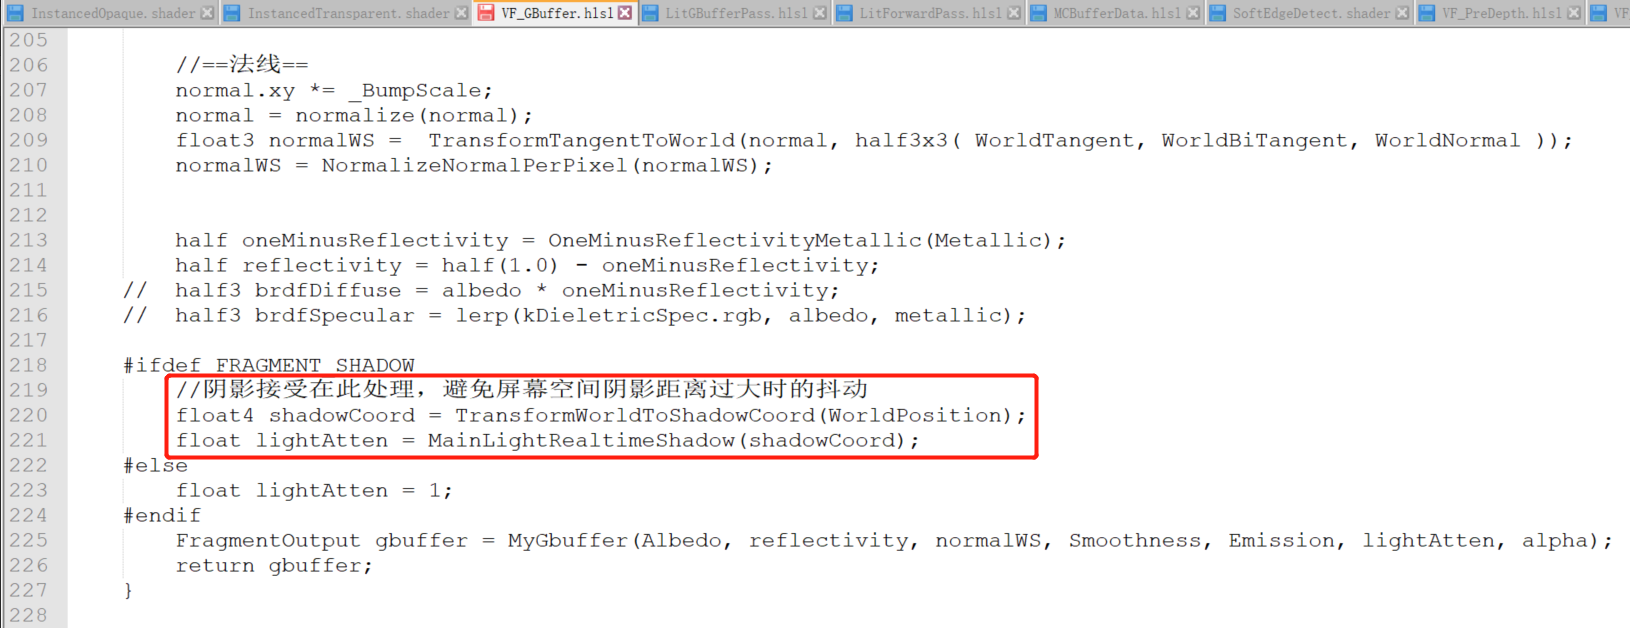 InstancedOpaque.shader InstancedTransparent.shader VF_GBuffer.hlsl LitGBufferPass.hlsl LitForwardPass.hlsl MCBufferData.hlsl SoftEdgeDetect.shader VF_PreDepth.hlsl VF
205
206 //==法线==
207 normal.xy *= _BumpScale;
208 normal = normalize(normal);
209 float3 normalWS =  TransformTangentToWorld(normal, half3x3( WorldTangent, WorldBiTangent, WorldNormal ));
210 normalWS = NormalizeNormalPerPixel(normalWS);
211
212
213 half oneMinusReflectivity = OneMinusReflectivityMetallic(Metallic);
214 half reflectivity = half(1.0) - oneMinusReflectivity;
215 //  half3 brdfDiffuse = albedo * oneMinusReflectivity;
216 //  half3 brdfSpecular = lerp(kDieletricSpec.rgb, albedo, metallic);
217
218 #ifdef FRAGMENT_SHADOW
219 //阴影接受在此处理，避免屏幕空间阴影距离过大时的抖动
220 float4 shadowCoord = TransformWorldToShadowCoord(WorldPosition);
221 float lightAtten = MainLightRealtimeShadow(shadowCoord);
222 #else
223 float lightAtten = 1;
224 #endif
225 FragmentOutput gbuffer = MyGbuffer(Albedo, reflectivity, normalWS, Smoothness, Emission, lightAtten, alpha);
226 return gbuffer;
227 }
228